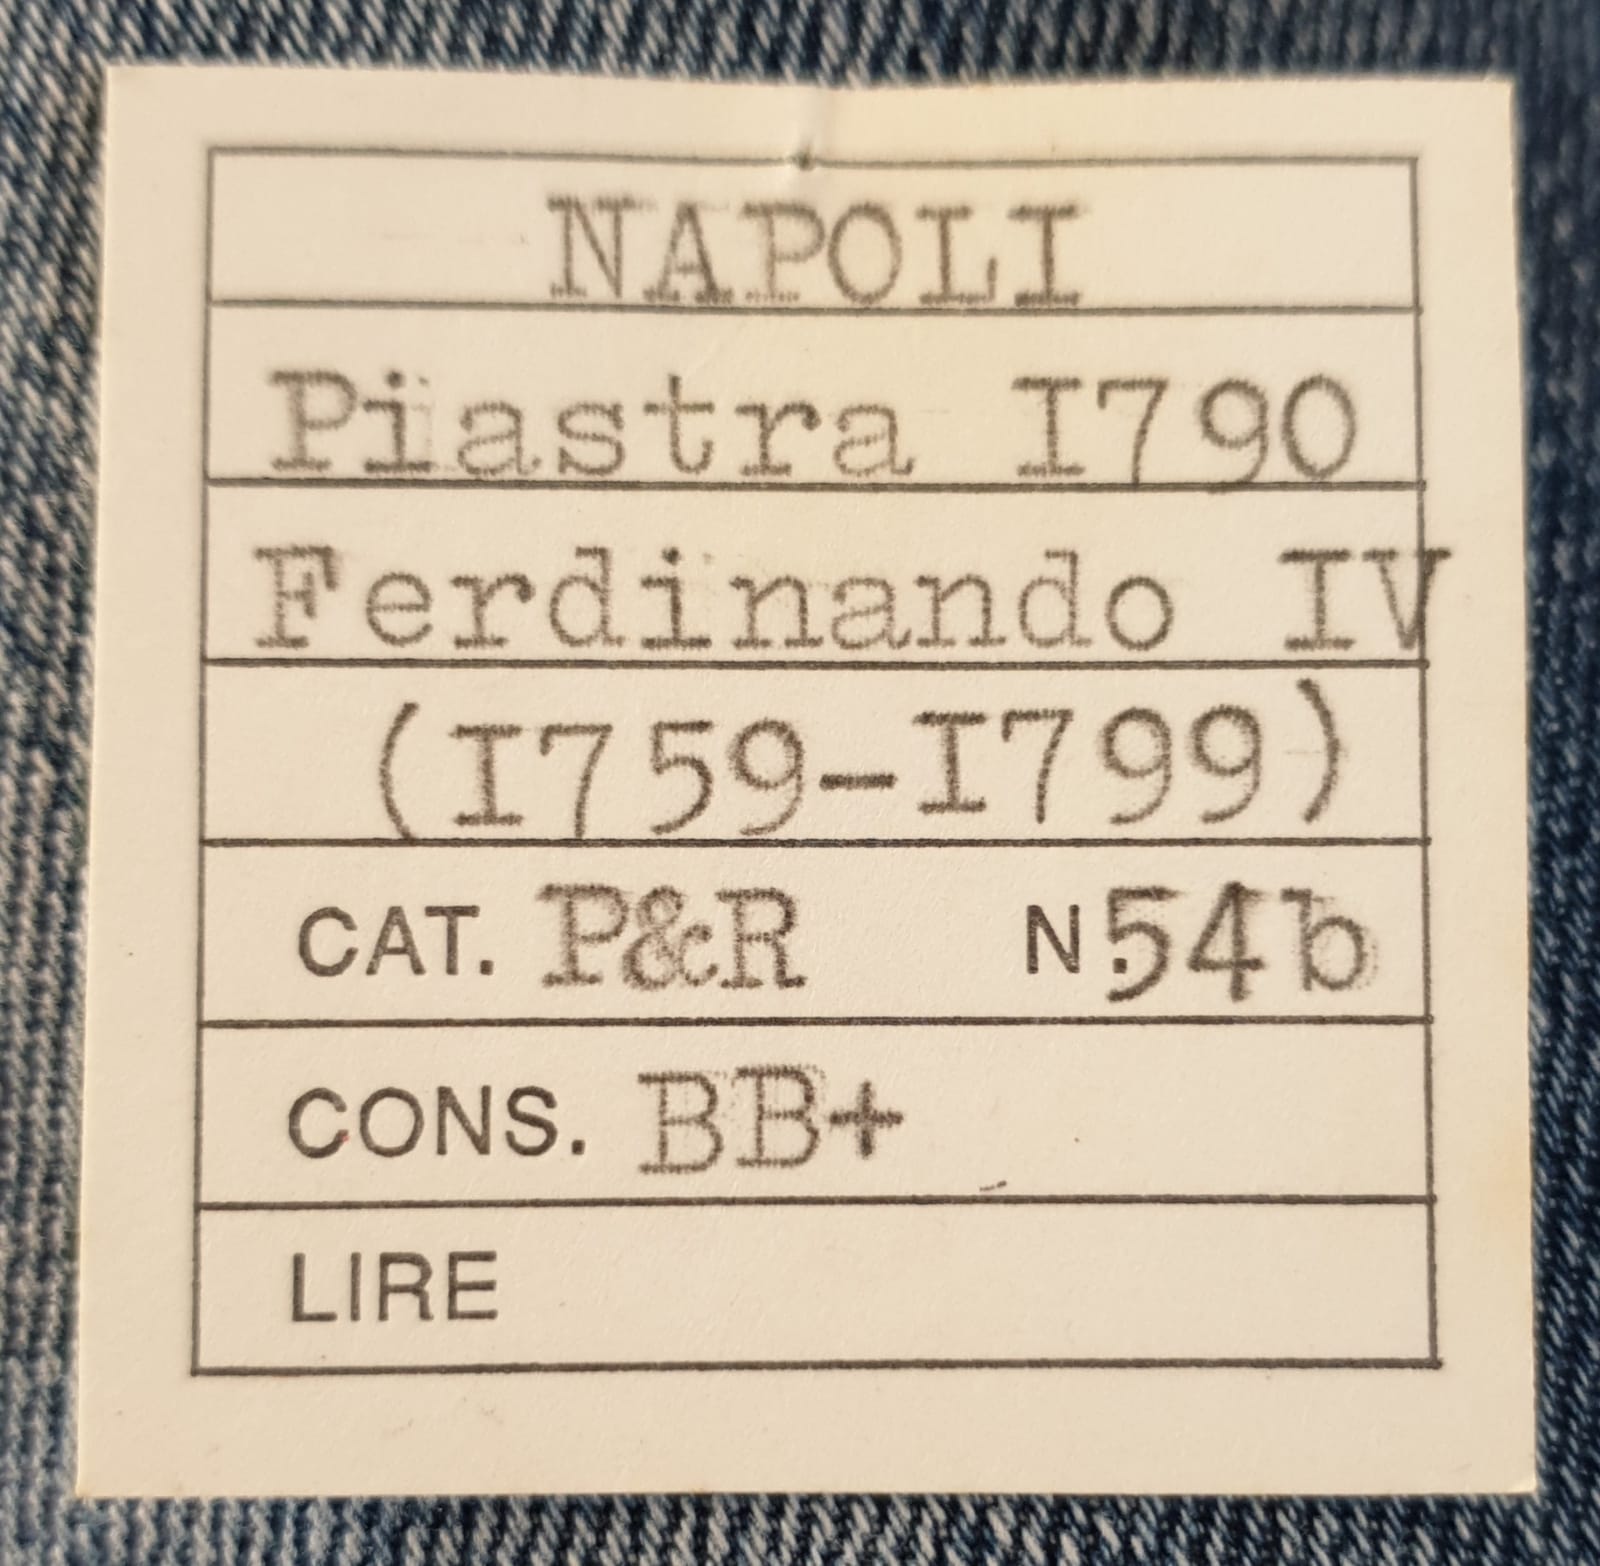 NAPOLI
Piastra I790
Ferdinando IV
(I759-I799)
CAT. P&R N.54b
CONS. BB+
LIRE